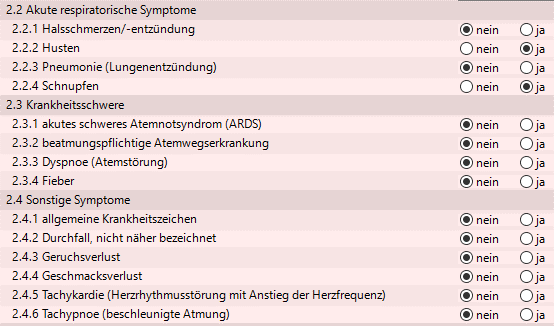 2.2 Akute respiratorische Symptome
2.2.1 Halsschmerzen/-entzündung nein ja
2.2.2 Husten nein ja
2.2.3 Pneumonie (Lungenentzündung) nein ja
2.2.4 Schnupfen nein ja
2.3 Krankheitsschwere
2.3.1 akutes schweres Atemnotsyndrom (ARDS) nein ja
2.3.2 beatmungspflichtige Atemwegserkrankung nein ja
2.3.3 Dyspnoe (Atemstörung) nein ja
2.3.4 Fieber nein ja
2.4 Sonstige Symptome
2.4.1 allgemeine Krankheitszeichen nein ja
2.4.2 Durchfall, nicht näher bezeichnet nein ja
2.4.3 Geruchsverlust nein ja
2.4.4 Geschmacksverlust nein ja
2.4.5 Tachykardie (Herzrhythmusstörung mit Anstieg der Herzfrequenz) nein ja
2.4.6 Tachypnoe (beschleunigte Atmung) nein ja